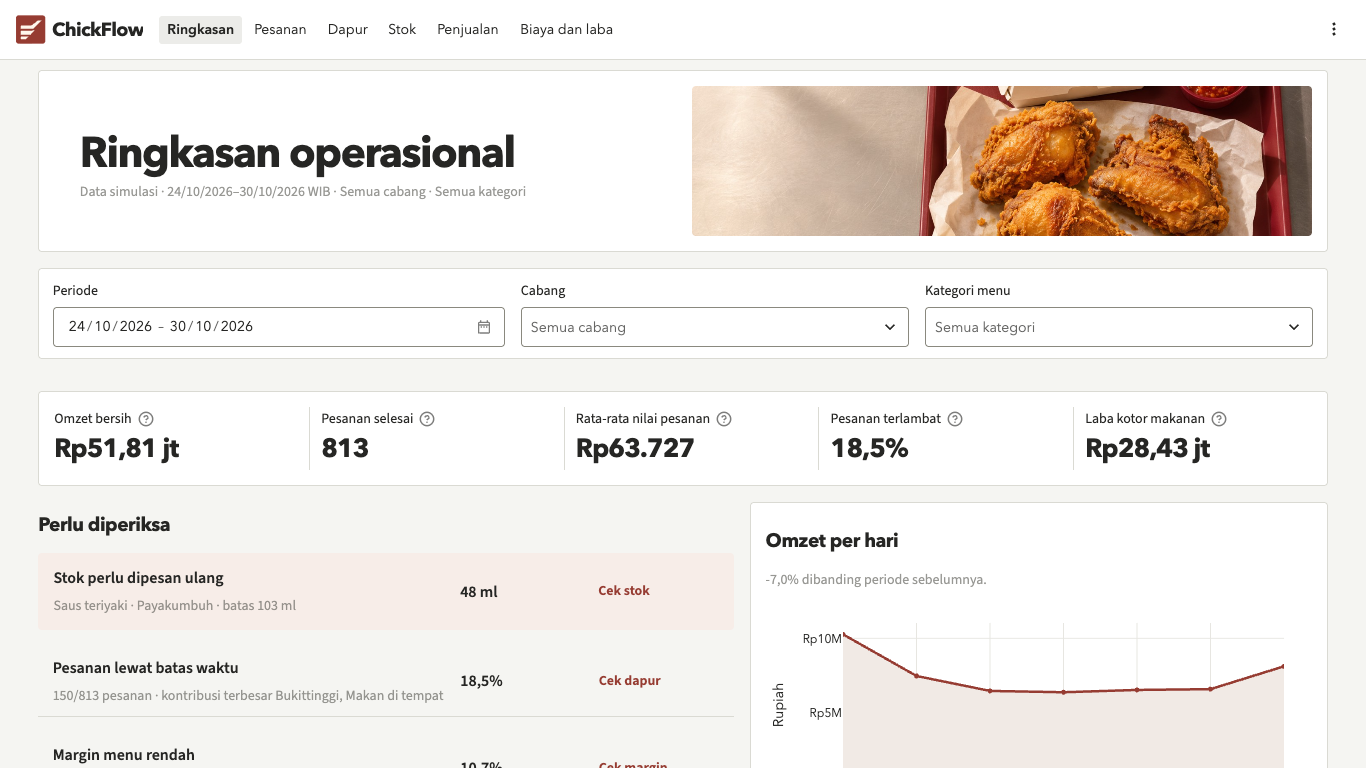 ChickFlow
Ringkasan
Pesanan
Dapur
Stok
Penjualan
Biaya dan laba
Ringkasan operasional
Data simulasi · 24/10/2026–30/10/2026 WIB · Semua cabang · Semua kategori
Periode
24/10/2026 – 30/10/2026
Cabang
Semua cabang
Kategori menu
Semua kategori
Omzet bersih
Rp51,81 jt
Pesanan selesai
813
Rata-rata nilai pesanan
Rp63.727
Pesanan terlambat
18,5%
Laba kotor makanan
Rp28,43 jt
Perlu diperiksa
Stok perlu dipesan ulang
Saus teriyaki · Payakumbuh · batas 103 ml
48 ml
Cek stok
Pesanan lewat batas waktu
150/813 pesanan · kontribusi terbesar Bukittinggi, Makan di tempat
18,5%
Cek dapur
Margin menu rendah
10,7%
Cek margin
Omzet per hari
-7,0% dibanding periode sebelumnya.
Rp10M
Rp5M
Rupiah